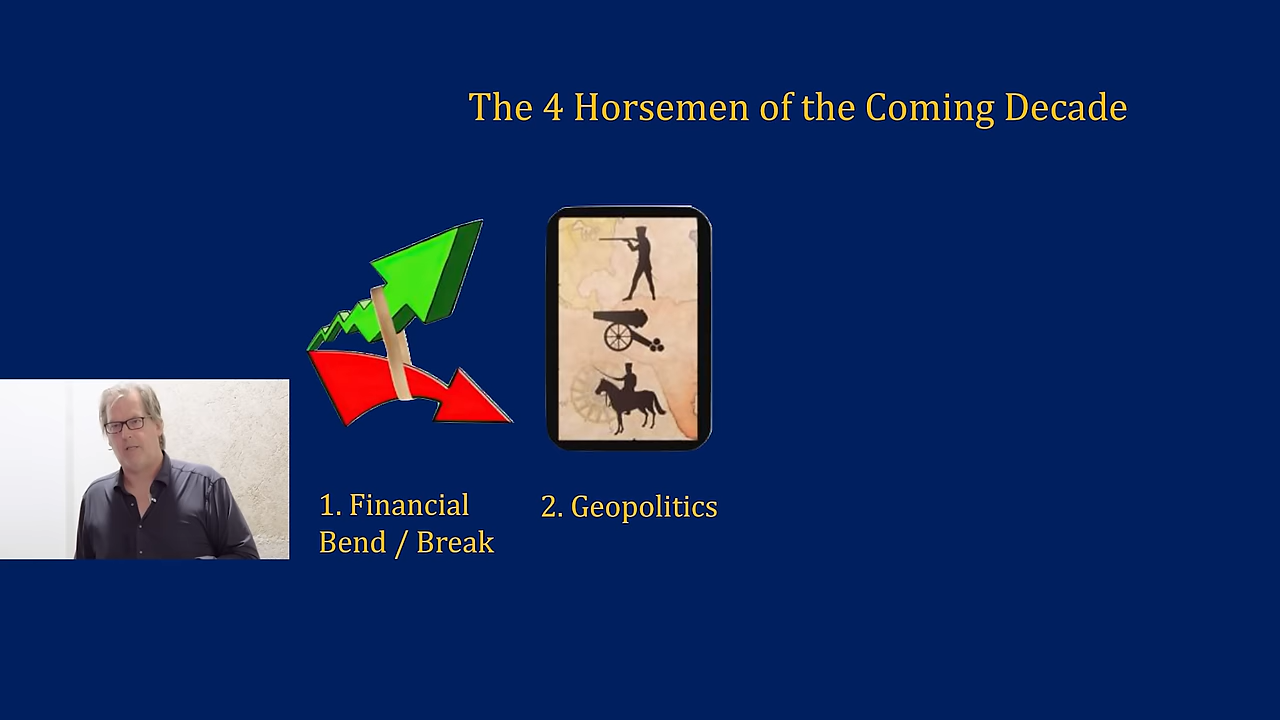 The 4 Horsemen of the Coming Decade
1. Financial
Bend / Break
2. Geopolitics